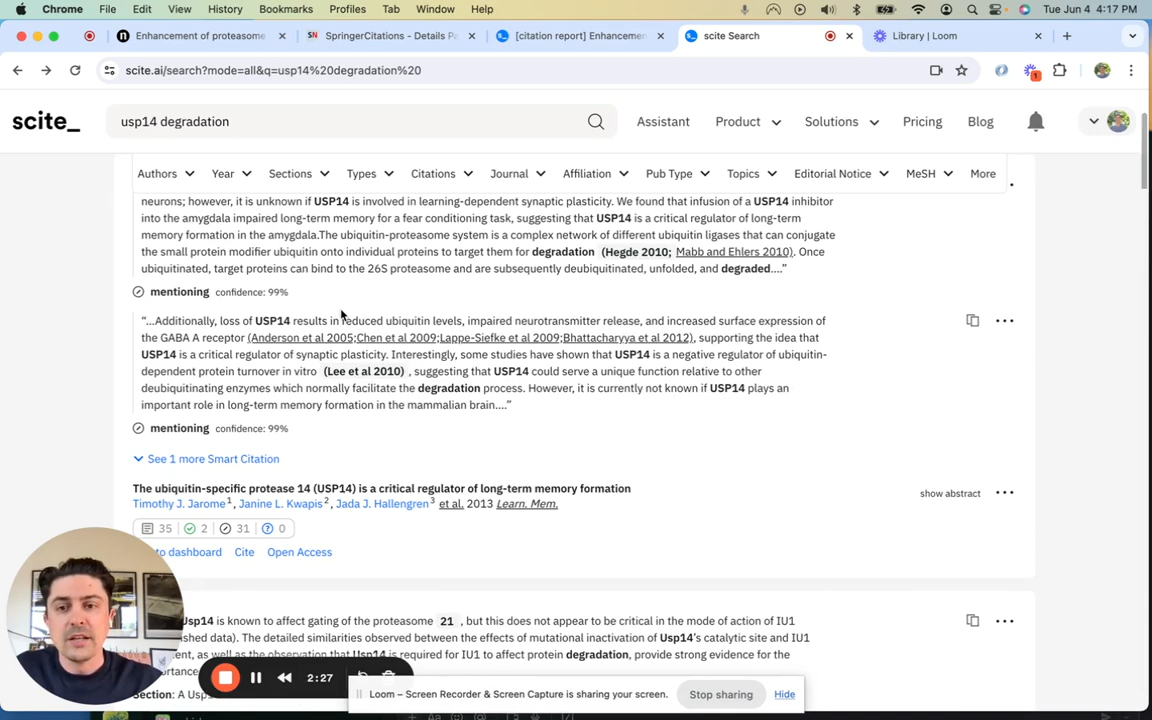 Chrome File Edit View History Bookmarks Profiles Tab Window Help Tue Jun 4 4:17 PM
Enhancement of proteasome SpringerCitations - Details Pa [citation report] Enhancemen scite Search Library | Loom
scite.ai/search?mode=all&q=usp14%20degradation%20
1
scite_ usp14 degradation Assistant Product Solutions Pricing Blog
Authors Year Sections Types Citations Journal Affiliation Pub Type Topics Editorial Notice MeSH More
neurons; however, it is unknown if USP14 is involved in learning-dependent synaptic plasticity. We found that infusion of a USP14 inhibitor
into the amygdala impaired long-term memory for a fear conditioning task, suggesting that USP14 is a critical regulator of long-term
memory formation in the amygdala.The ubiquitin-proteasome system is a complex network of different ubiquitin ligases that can conjugate
the small protein modifier ubiquitin onto individual proteins to target them for degradation (Hegde 2010; Mabb and Ehlers 2010). Once
ubiquitinated, target proteins can bind to the 26S proteasome and are subsequently deubiquitinated, unfolded, and degraded....”
mentioning confidence: 99%
“...Additionally, loss of USP14 results in reduced ubiquitin levels, impaired neurotransmitter release, and increased surface expression of
the GABA A receptor (Anderson et al 2005;Chen et al 2009;Lappe-Siefke et al 2009;Bhattacharyya et al 2012), supporting the idea that
USP14 is a critical regulator of synaptic plasticity. Interestingly, some studies have shown that USP14 is a negative regulator of ubiquitin-
dependent protein turnover in vitro (Lee et al 2010) , suggesting that USP14 could serve a unique function relative to other
deubiquitinating enzymes which normally facilitate the degradation process. However, it is currently not known if USP14 plays an
important role in long-term memory formation in the mammalian brain....”
mentioning confidence: 99%
See 1 more Smart Citation
The ubiquitin-specific protease 14 (USP14) is a critical regulator of long-term memory formation
show abstract
Timothy J. Jarome 1 , Janine L. Kwapis 2 , Jada J. Hallengren 3 et al. 2013 Learn. Mem.
35 2 31 0
to dashboard Cite Open Access
Usp14 is known to affect gating of the proteasome 21 , but this does not appear to be critical in the mode of action of IU1
data). The detailed similarities observed between the effects of mutational inactivation of Usp14's catalytic site and IU1
as well as the observation that Usp14 is required for IU1 to affect protein degradation, provide strong evidence for the
Section: A Usp
2:27
Loom – Screen Recorder & Screen Capture is sharing your screen. Stop sharing Hide